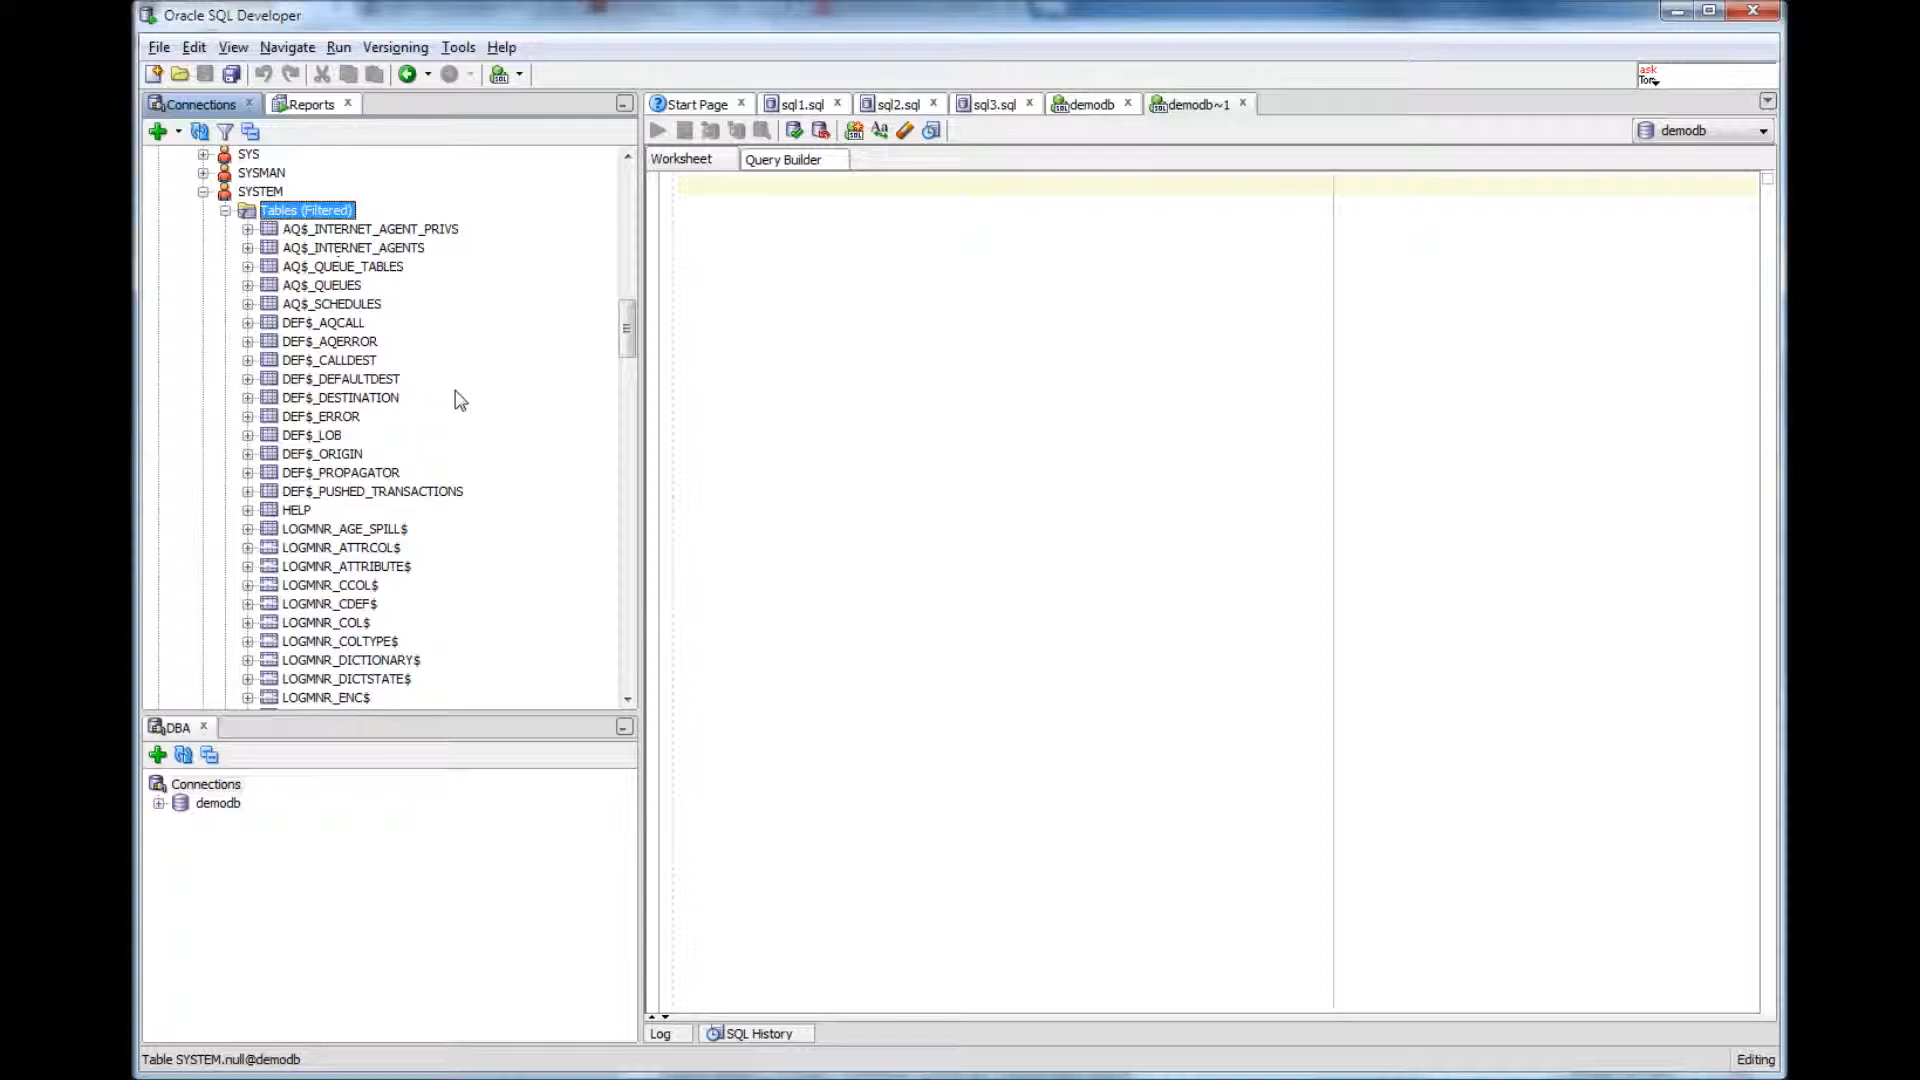 Oracle SQL Developer
File Edit View Navigate Run Versioning Tools Help
ask
Tom
Connections Reports
Start Page sql1.sql sql2.sql sql3.sql demodb demodb~1
demodb
Worksheet Query Builder
SYS
SYSMAN
SYSTEM
Tables (Filtered)
AQ$_INTERNET_AGENT_PRIVS
AQ$_INTERNET_AGENTS
AQ$_QUEUE_TABLES
AQ$_QUEUES
AQ$_SCHEDULES
DEF$_AQCALL
DEF$_AQERROR
DEF$_CALLDEST
DEF$_DEFAULTDEST
DEF$_DESTINATION
DEF$_ERROR
DEF$_LOB
DEF$_ORIGIN
DEF$_PROPAGATOR
DEF$_PUSHED_TRANSACTIONS
HELP
LOGMNR_AGE_SPILL$
LOGMNR_ATTRCOL$
LOGMNR_ATTRIBUTE$
LOGMNR_CCOL$
LOGMNR_CDEF$
LOGMNR_COL$
LOGMNR_COLTYPE$
LOGMNR_DICTIONARY$
LOGMNR_DICTSTATE$
LOGMNR_ENC$
DBA
Connections
demodb
Log SQL History
Table SYSTEM.null@demodb
Editing